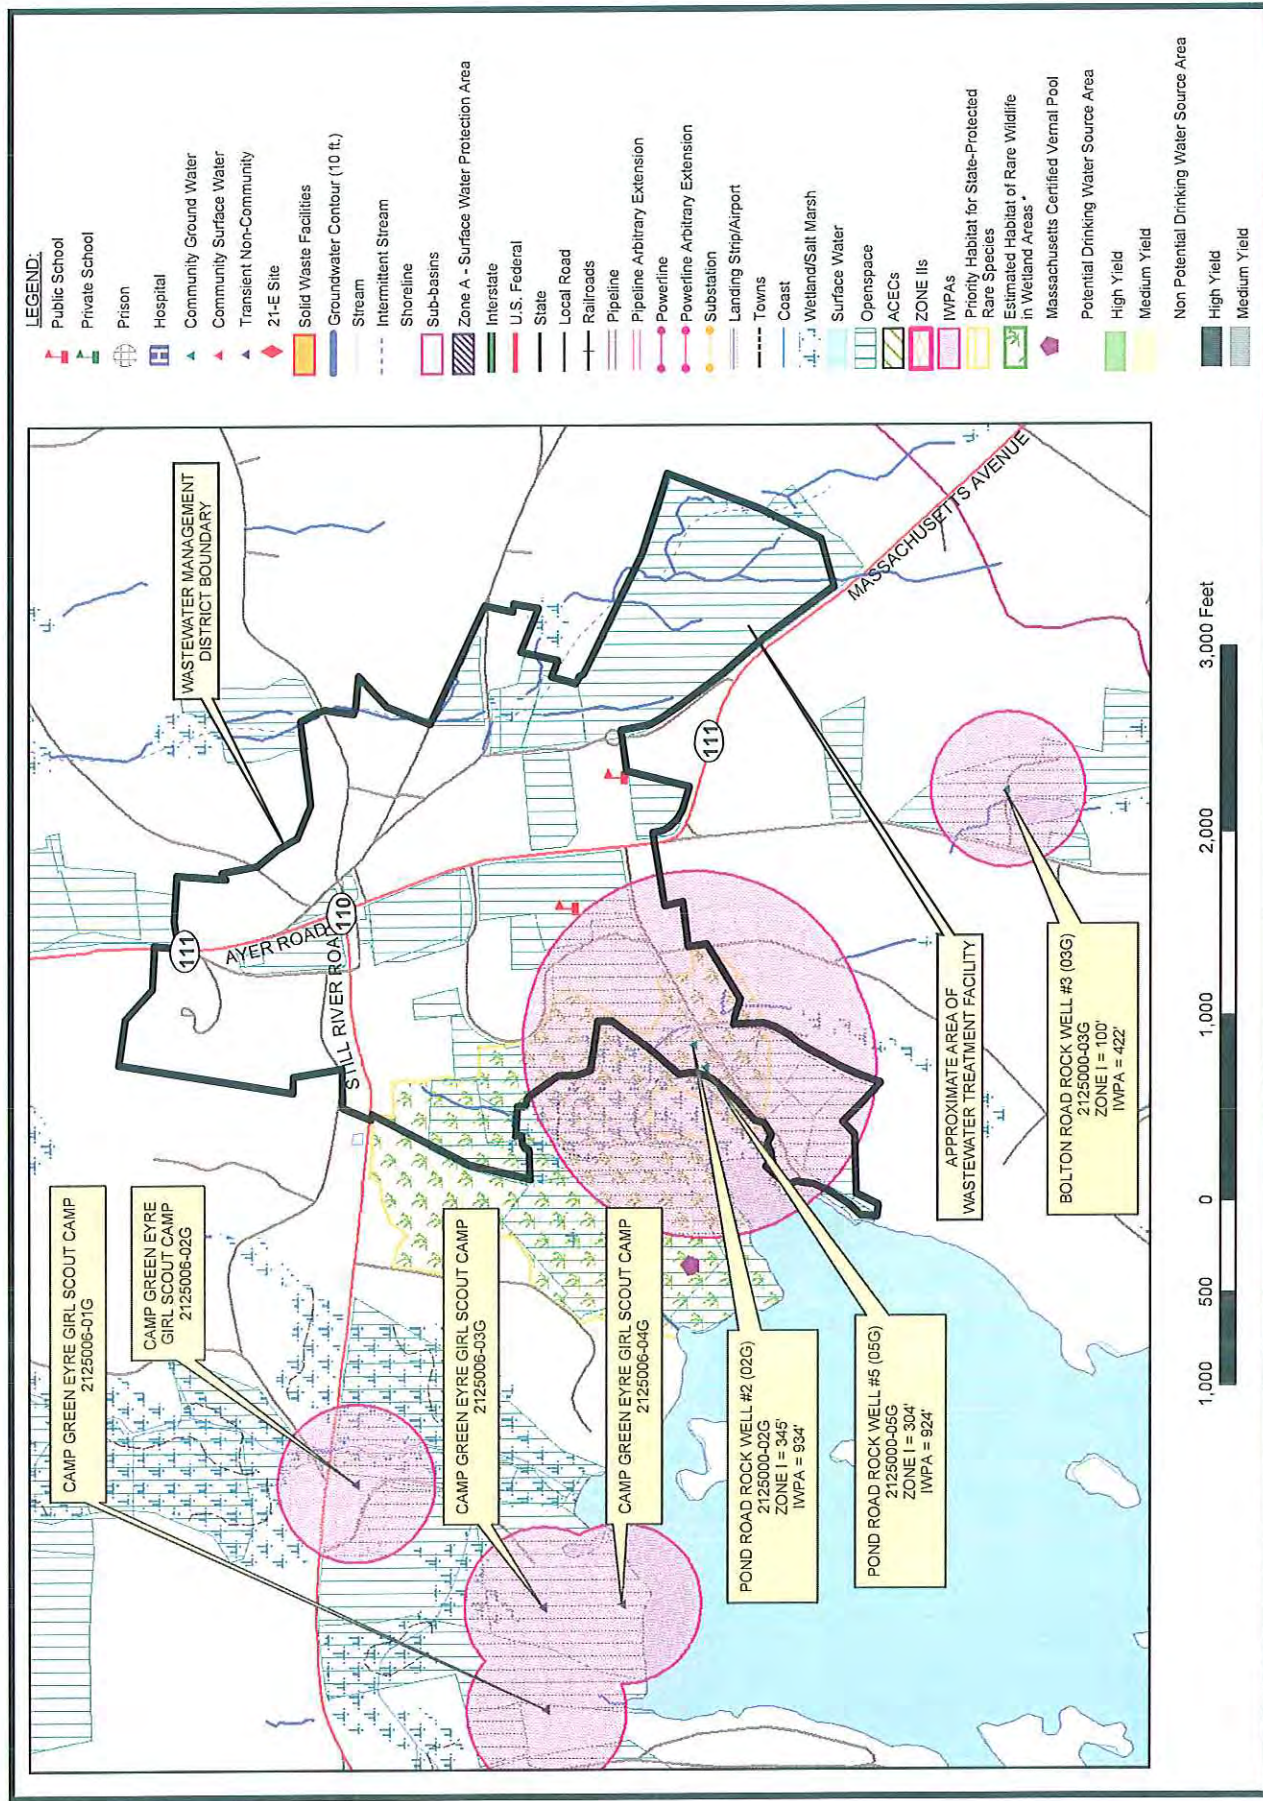 LEGEND:
Public School
Private School
Prison
Hospital
Community Ground Water
Community Surface Water
Transient Non-Community
21-E Site
Solid Waste Facilities
Groundwater Contour (10 ft.)
Stream
Intermittent Stream
Shoreline
Sub-basins
Zone A - Surface Water Protection Area
Interstate
U.S. Federal
State
Local Road
Railroads
Pipeline
Pipeline Arbitrary Extension
Powerline
Powerline Arbitrary Extension
Substation
Landing Strip/Airport
Towns
Coast
Wetland/Salt Marsh
Surface Water
Openspace
ACECs
ZONE IIs
IWPAs
Priority Habitat for State-Protected
Rare Species
Estimated Habitat of Rare Wildlife
in Wetland Areas *
Massachusetts Certified Vernal Pool
Potential Drinking Water Source Area
High Yield
Medium Yield
Non Potential Drinking Water Source Area
High Yield
Medium Yield
WASTEWATER MANAGEMENT
DISTRICT BOUNDARY
CAMP GREEN EYRE GIRL SCOUT CAMP
2125006-01G
CAMP GREEN EYRE
GIRL SCOUT CAMP
2125006-02G
CAMP GREEN EYRE GIRL SCOUT CAMP
2125006-03G
CAMP GREEN EYRE GIRL SCOUT CAMP
2125006-04G
POND ROAD ROCK WELL #2 (02G)
2125000-02G
ZONE I = 345'
IWPA = 934'
POND ROAD ROCK WELL #5 (05G)
2125000-05G
ZONE I = 304'
IWPA = 924'
APPROXIMATE AREA OF
WASTEWATER TREATMENT FACILITY
BOLTON ROAD ROCK WELL #3 (03G)
2125000-03G
ZONE I = 100'
IWPA = 422'
111
AYER ROAD
110
STILL RIVER ROAD
111
MASSACHUSETTS AVENUE
1,000 500 0 1,000 2,000 3,000 Feet